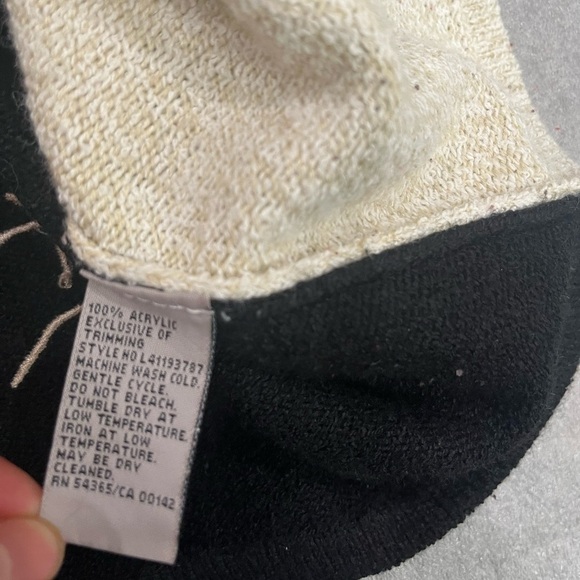 100% ACRYLIC
EXCLUSIVE OF
TRIMMING
STYLE NO L41193787
MACHINE WASH COLD.
GENTLE CYCLE.
DO NOT BLEACH.
TUMBLE DRY AT
LOW TEMPERATURE.
IRON AT LOW
TEMPERATURE.
MAY BE DRY
CLEANED.
RN 54365/CA 00142